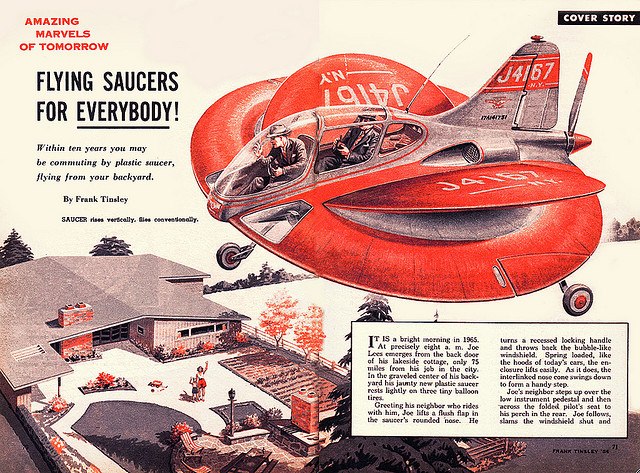 AMAZING
MARVELS
OF TOMORROW
COVER STORY
FLYING SAUCERS
FOR EVERYBODY!
Within ten years you may
be commuting by plastic saucer,
flying from your backyard.
By Frank Tinsley
SAUCER rises vertically, flies conventionally.
J4167
N.Y.
J4167
N.Y.
J4167
N.Y.
IT IS a bright morning in 1965.
At precisely eight a. m. Joe
Lees emerges from the back door
of his lakeside cottage, only 75
miles from his job in the city.
In the graveled center of his back-
yard his jaunty new plastic saucer
rests lightly on three tiny balloon
tires.
Greeting his neighbor who rides
with him, Joe lifts a flush flap in
the saucer's rounded nose. He
turns a recessed locking handle
and throws back the bubble-like
windshield. Spring loaded, like
the hoods of today's cars, the en-
closure lifts easily. As it does, the
interlinked nose cone swings down
to form a handy step.
Joe's neighbor steps up over the
low instrument pedestal and then
across the folded pilot's seat to
his perch in the rear. Joe follows,
slams the windshield shut and
FRANK TINSLEY